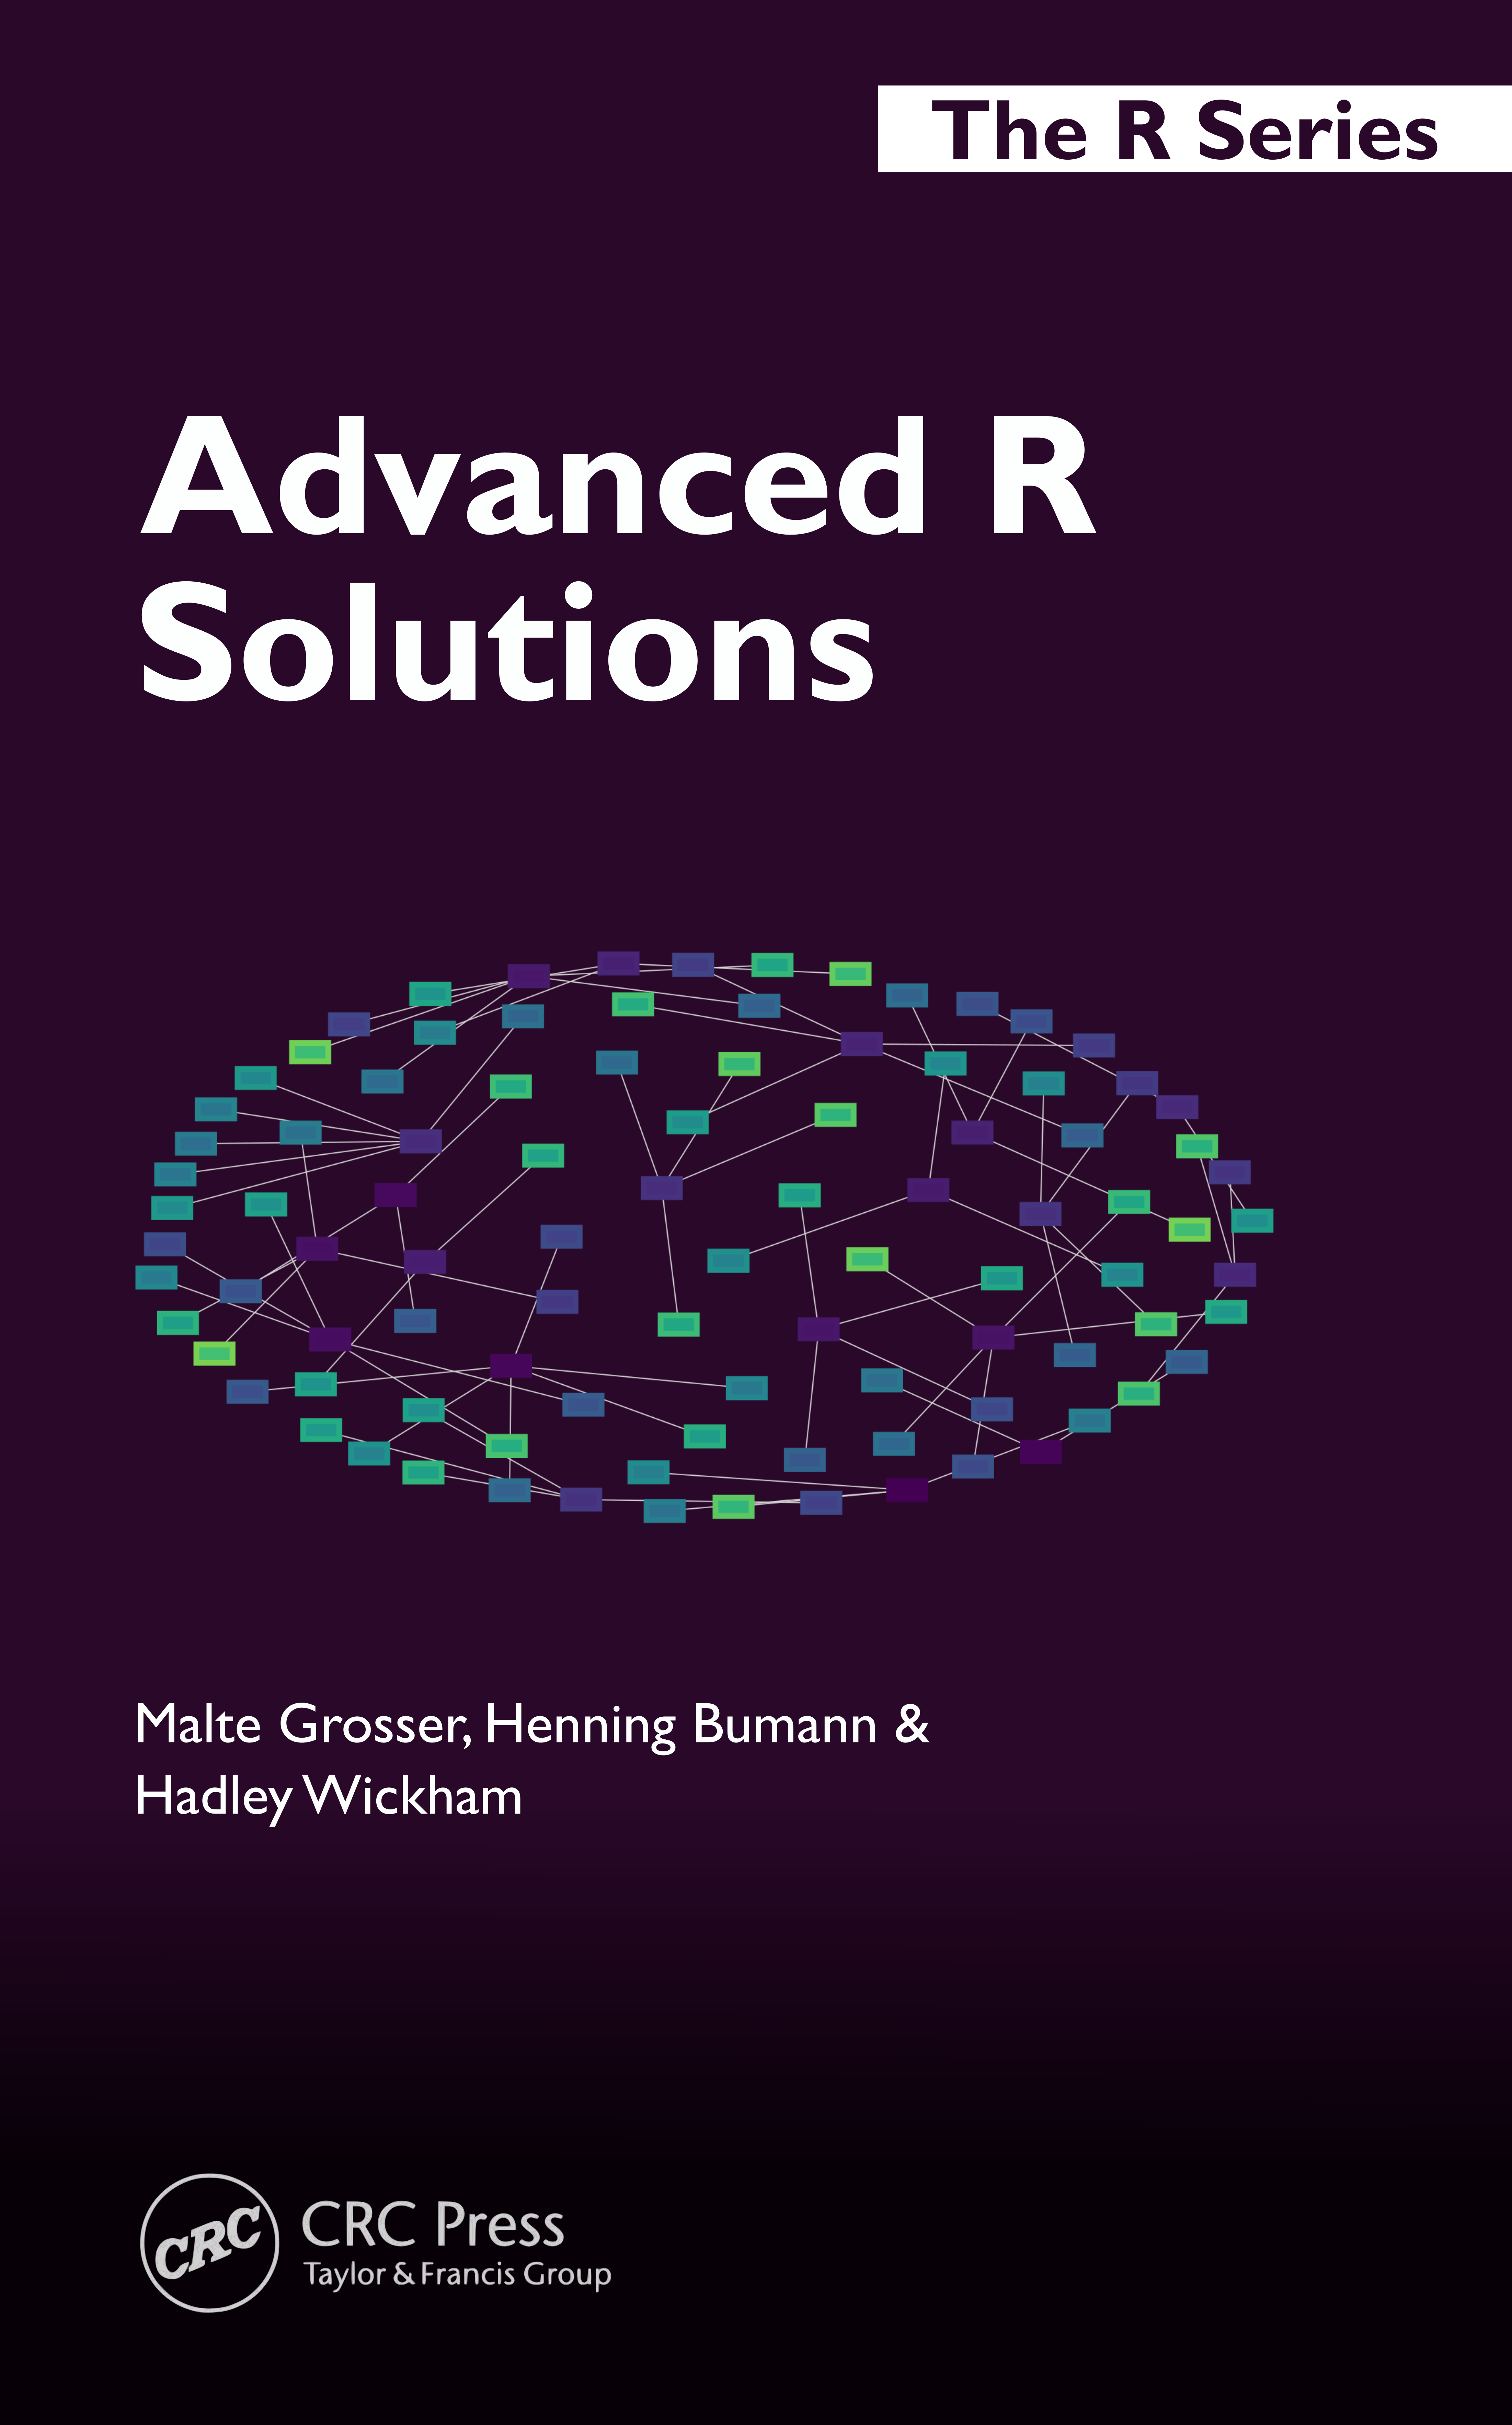 The R Series
Advanced R
Solutions
Malte Grosser, Henning Bumann &
Hadley Wickham
CRC
CRC Press
Taylor & Francis Group